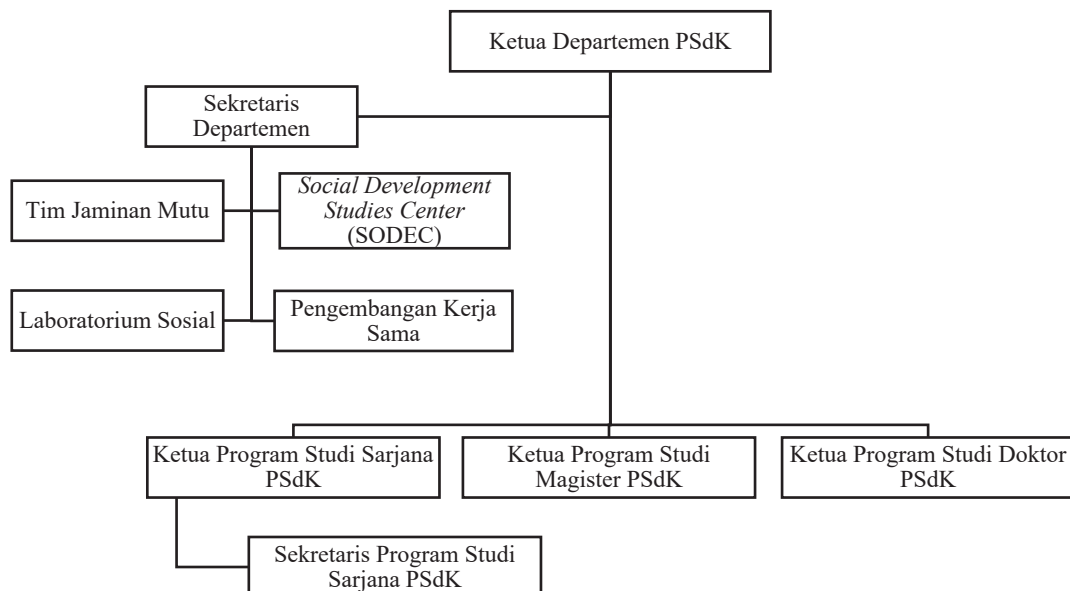 Ketua Departemen PSdK
Sekretaris
Departemen
Tim Jaminan Mutu
Social Development
Studies Center
(SODEC)
Laboratorium Sosial
Pengembangan Kerja
Sama
Ketua Program Studi Sarjana
PSdK
Ketua Program Studi
Magister PSdK
Ketua Program Studi Doktor
PSdK
Sekretaris Program Studi
Sarjana PSdK